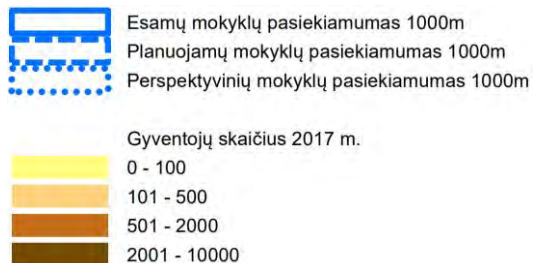 Esamų mokyklų pasiekiamumas 1000m
Planuojamų mokyklų pasiekiamumas 1000m
Perspektyvinių mokyklų pasiekiamumas 1000m
Gyventojų skaičius 2017 m.
0 - 100
101 - 500
501 - 2000
2001 - 10000